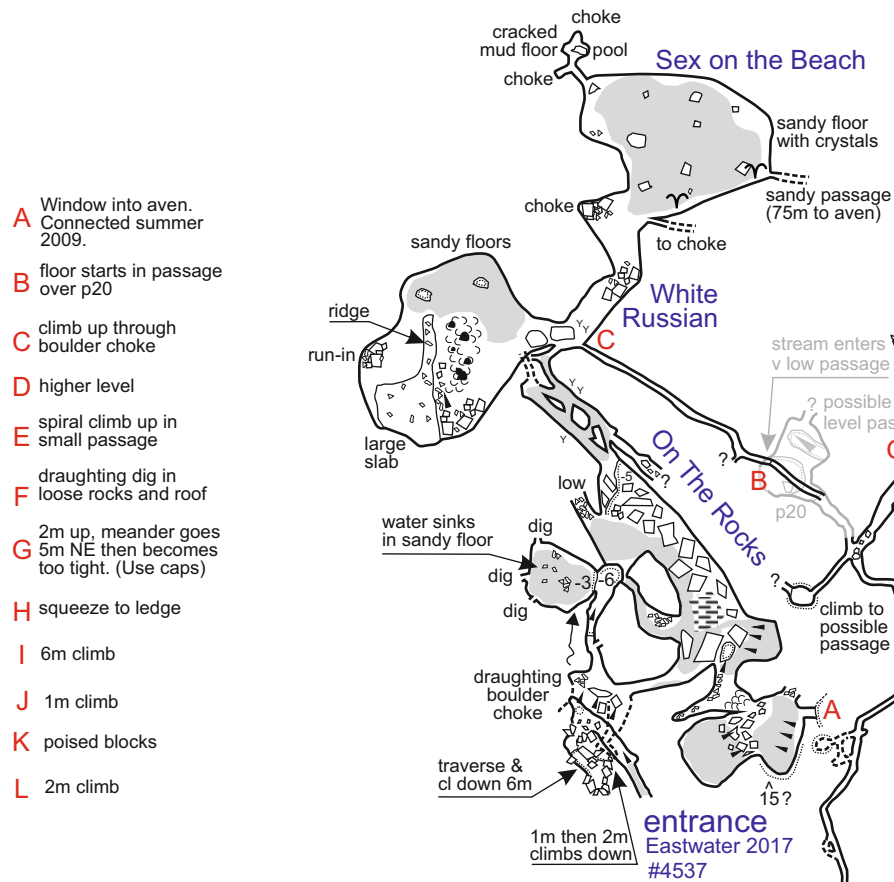 A Window into aven.
Connected summer
2009.
B floor starts in passage
over p20
C climb up through
boulder choke
D higher level
E spiral climb up in
small passage
F draughting dig in
loose rocks and roof
G 2m up, meander goes
5m NE then becomes
too tight. (Use caps)
H squeeze to ledge
I 6m climb
J 1m climb
K poised blocks
L 2m climb
choke
cracked
mud floor
pool
choke
Sex on the Beach
sandy floor
with crystals
sandy passage
(75m to aven)
choke
to choke
sandy floors
White
Russian
ridge
run-in
C
stream enters
v low passage
? possible
level pas
large
slab
On The Rocks
?
?
B
p20
-5
low
water sinks
in sandy floor
dig
dig
dig
-3
-6
?
climb to
possible
passage
draughting
boulder
choke
A
traverse &
cl down 6m
15?
1m then 2m
climbs down
entrance
Eastwater 2017
#4537